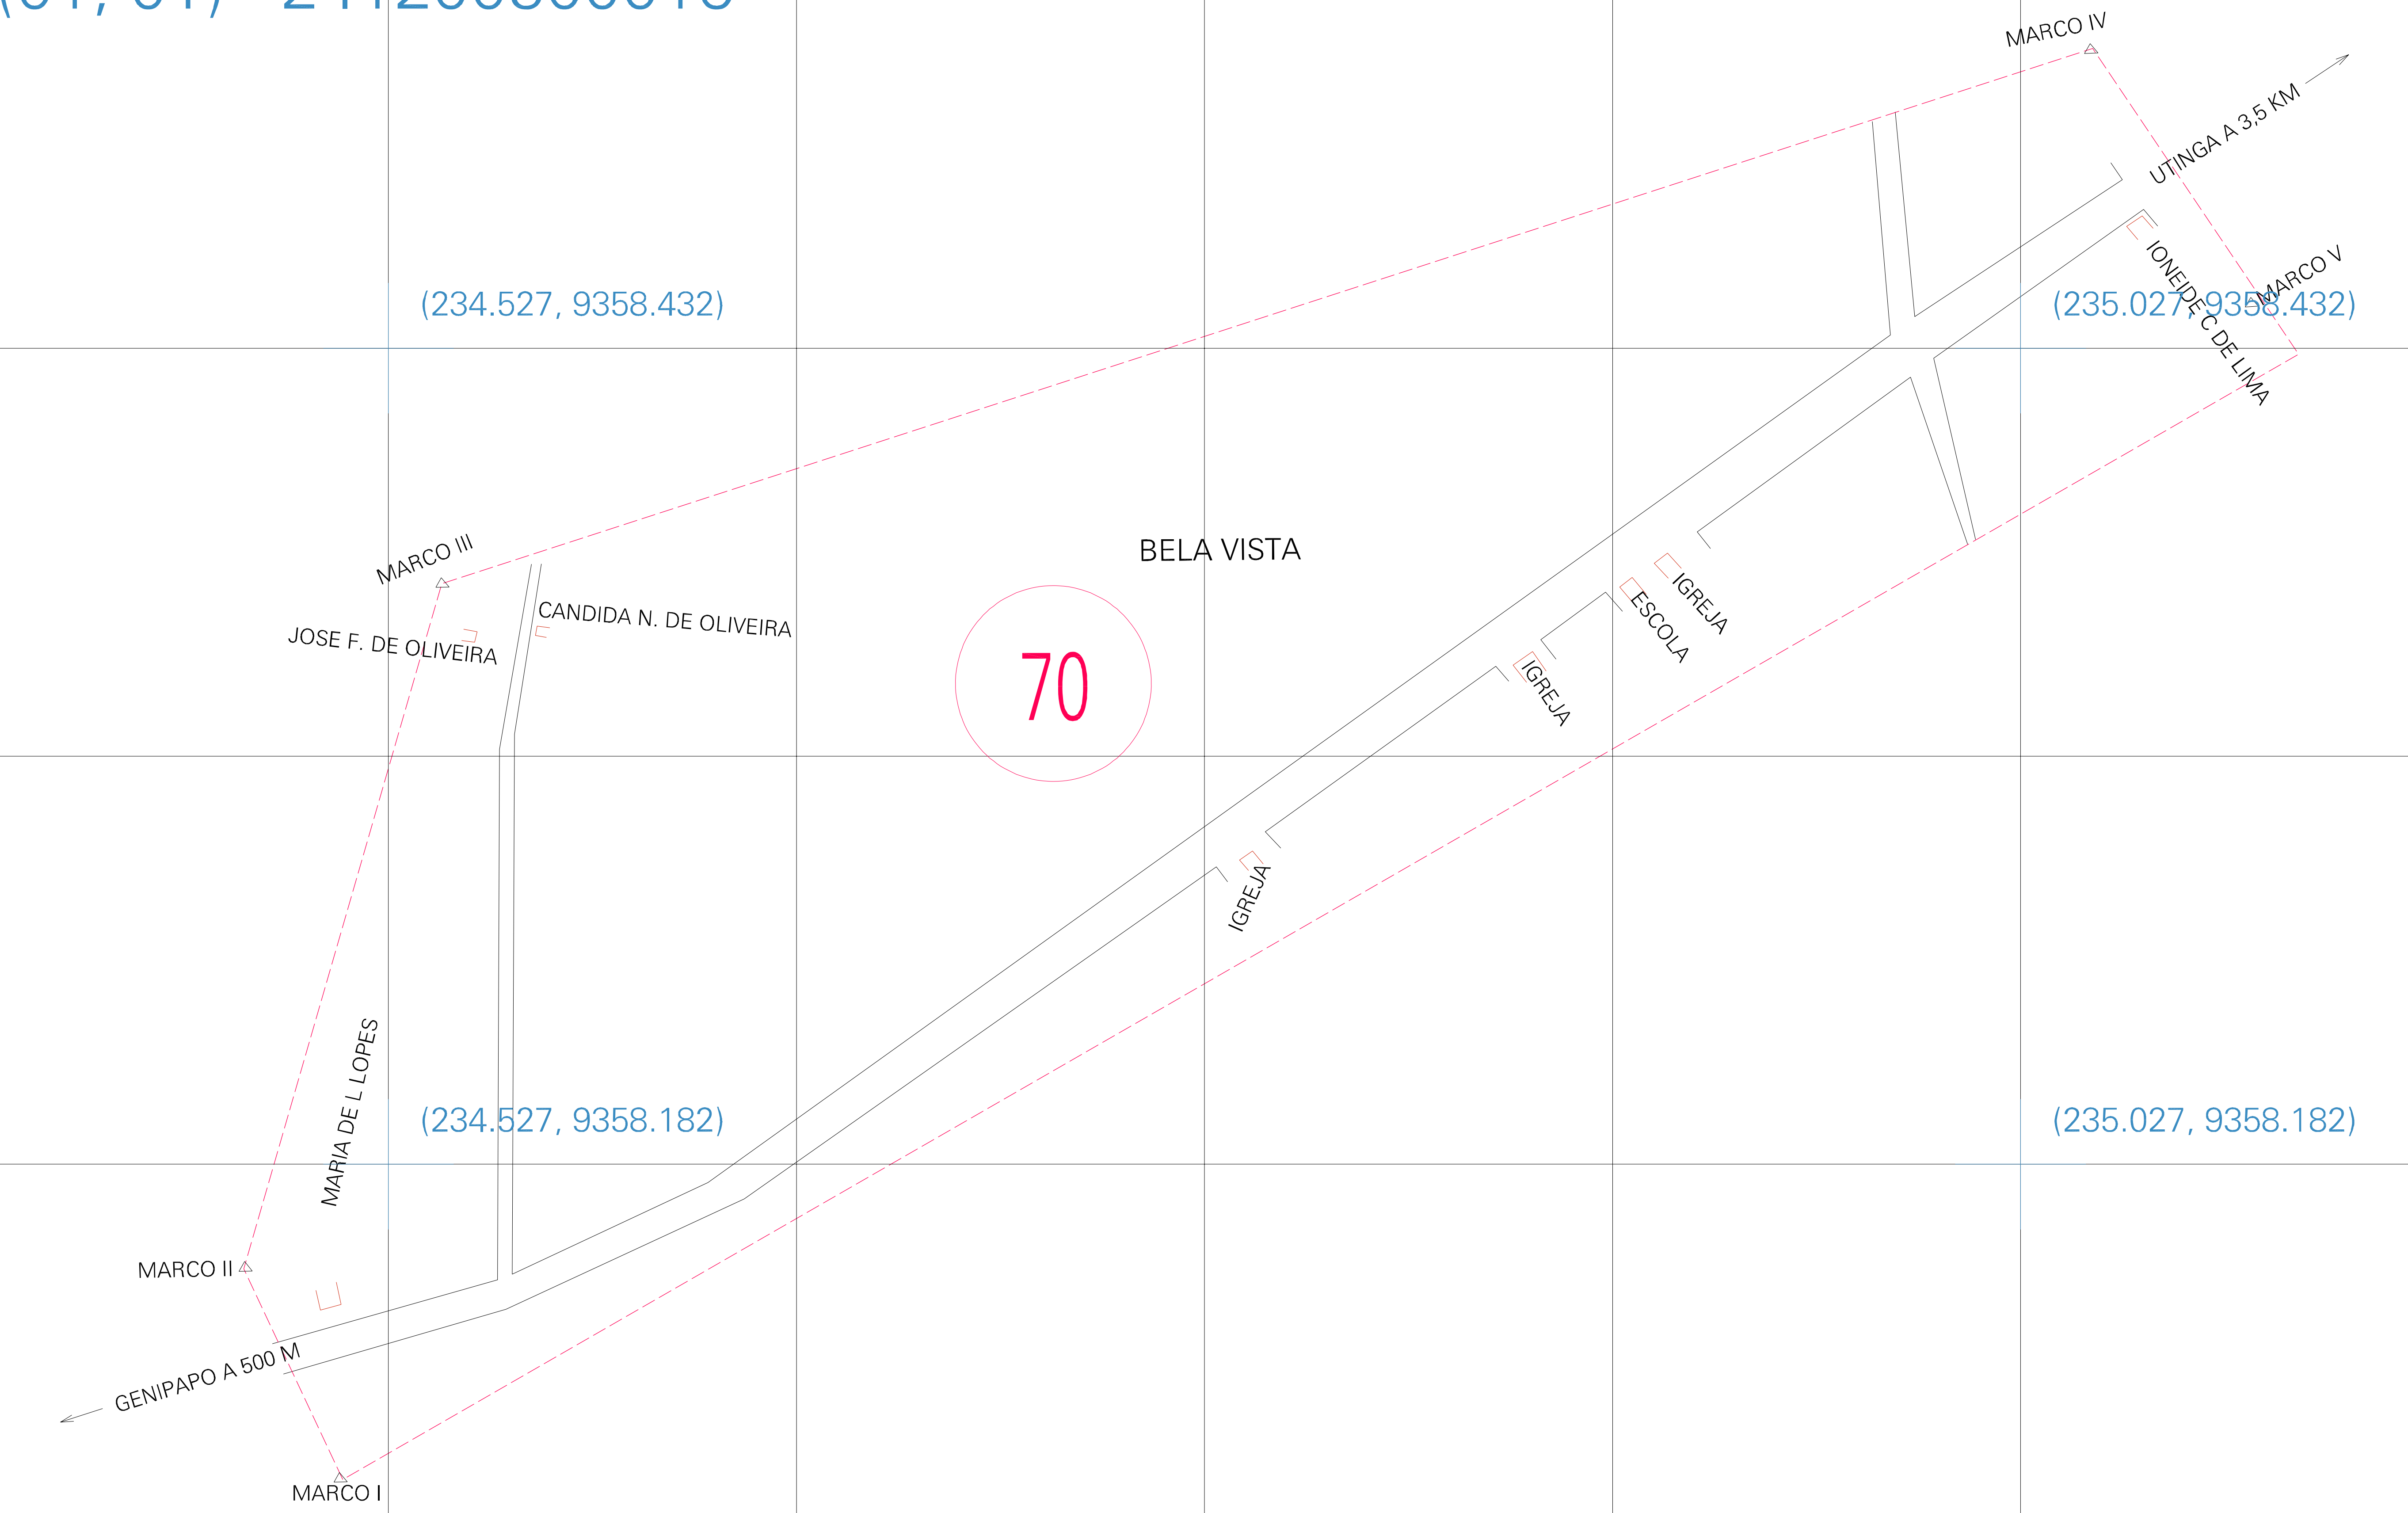 MARCO IV
UTINGA A 3,5 KM
(234.527, 9358.432)
IONEIDE C DE LIMA
MARCO V
(235.027, 9358.432)
MARCO III
BELA VISTA
CANDIDA N. DE OLIVEIRA
JOSE F. DE OLIVEIRA
IGREJA
ESCOLA
70
IGREJA
IGREJA
MARIA DE L LOPES
(234.527, 9358.182)
(235.027, 9358.182)
MARCO II
GENIPAPO A 500 M
MARCO I